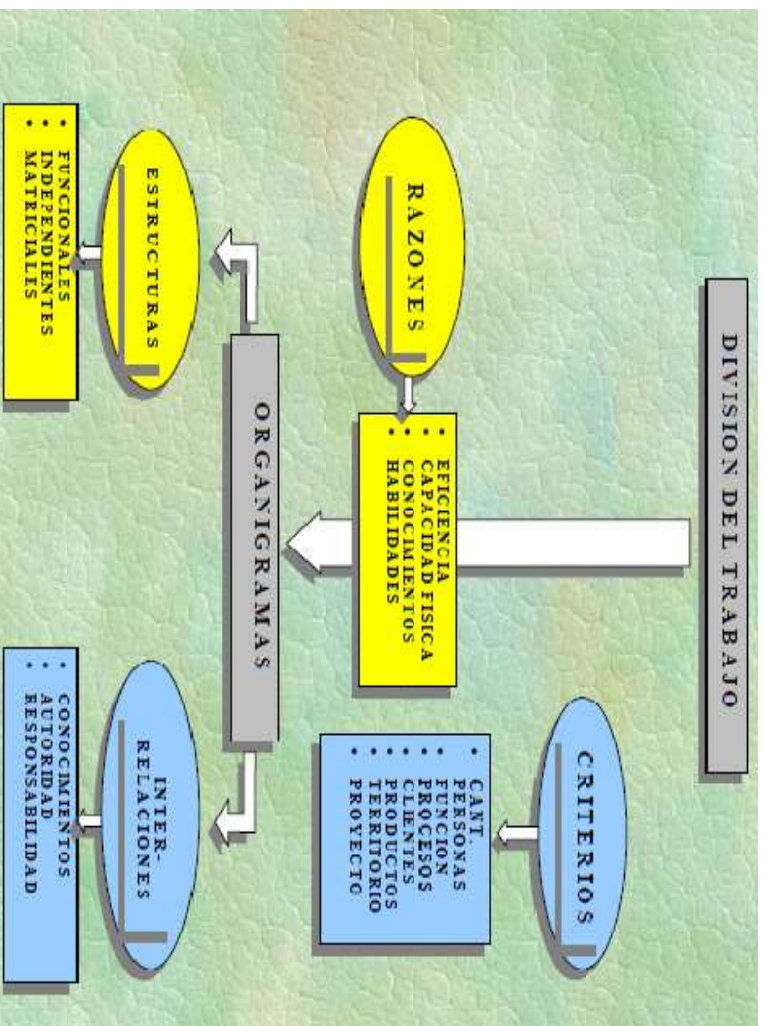 DIVISION DEL TRABAJO
RAZONES
• EFICIENCIA
• CAPACIDAD FISICA
• CONOCIMIENTOS
• HABILIDADES
CRITERIOS
• CANT.
PERSONAS
• FUNCION
• PROCESOS
• CLIENTES
• PRODUCTOS
• TERRITORIO
• PROYECTO
ORGANIGRAMAS
ESTRUCTURAS
• FUNCIONALES
• INDEPENDIENTES
• MATRICIALES
INTER-
RELACIONES
• CONOCIMIENTOS
• AUTORIDAD
• RESPONSABILIDAD